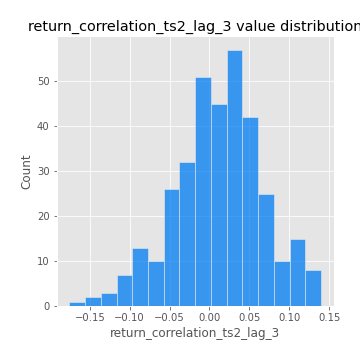 return_correlation_ts2_lag_3 value distribution
Count
50
40
30
20
10
0
−0.15 −0.10 −0.05 0.00 0.05 0.10 0.15
return_correlation_ts2_lag_3